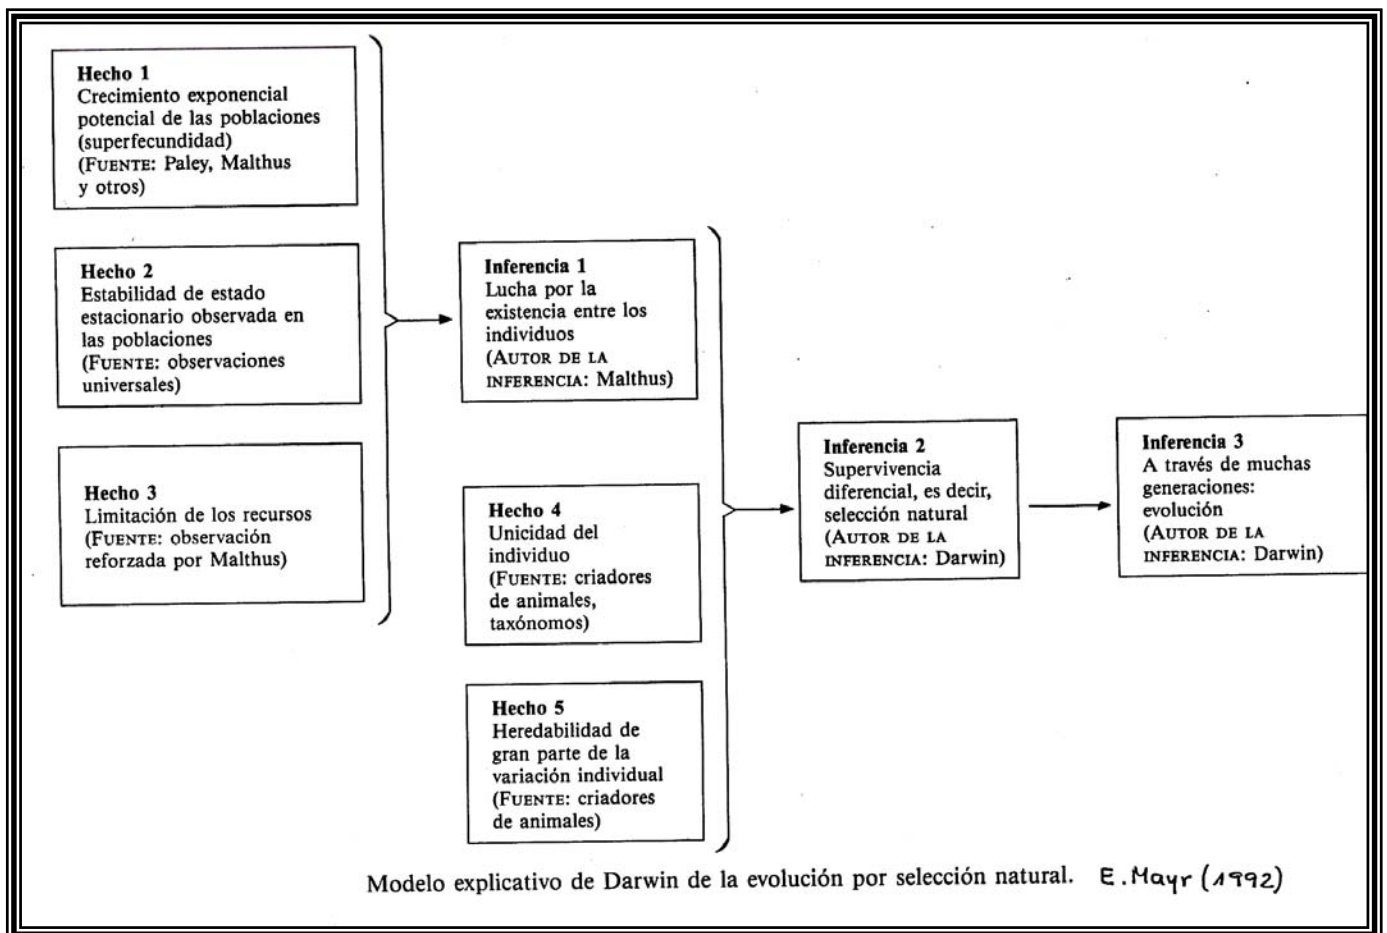 Hecho 1
Crecimiento exponencial
potencial de las poblaciones
(superfecundidad)
(FUENTE: Paley, Malthus
y otros)
Hecho 2
Estabilidad de estado
estacionario observada en
las poblaciones
(FUENTE: observaciones
universales)
Hecho 3
Limitación de los recursos
(FUENTE: observación
reforzada por Malthus)
Inferencia 1
Lucha por la
existencia entre los
individuos
(AUTOR DE LA
INFERENCIA: Malthus)
Hecho 4
Unicidad del
individuo
(FUENTE: criadores
de animales,
taxónomos)
Hecho 5
Heredabilidad de
gran parte de la
variación individual
(FUENTE: criadores
de animales)
Inferencia 2
Supervivencia
diferencial, es decir,
selección natural
(AUTOR DE LA
INFERENCIA: Darwin)
Inferencia 3
A través de muchas
generaciones:
evolución
(AUTOR DE LA
INFERENCIA: Darwin)
Modelo explicativo de Darwin de la evolución por selección natural. E. Mayr (1992)